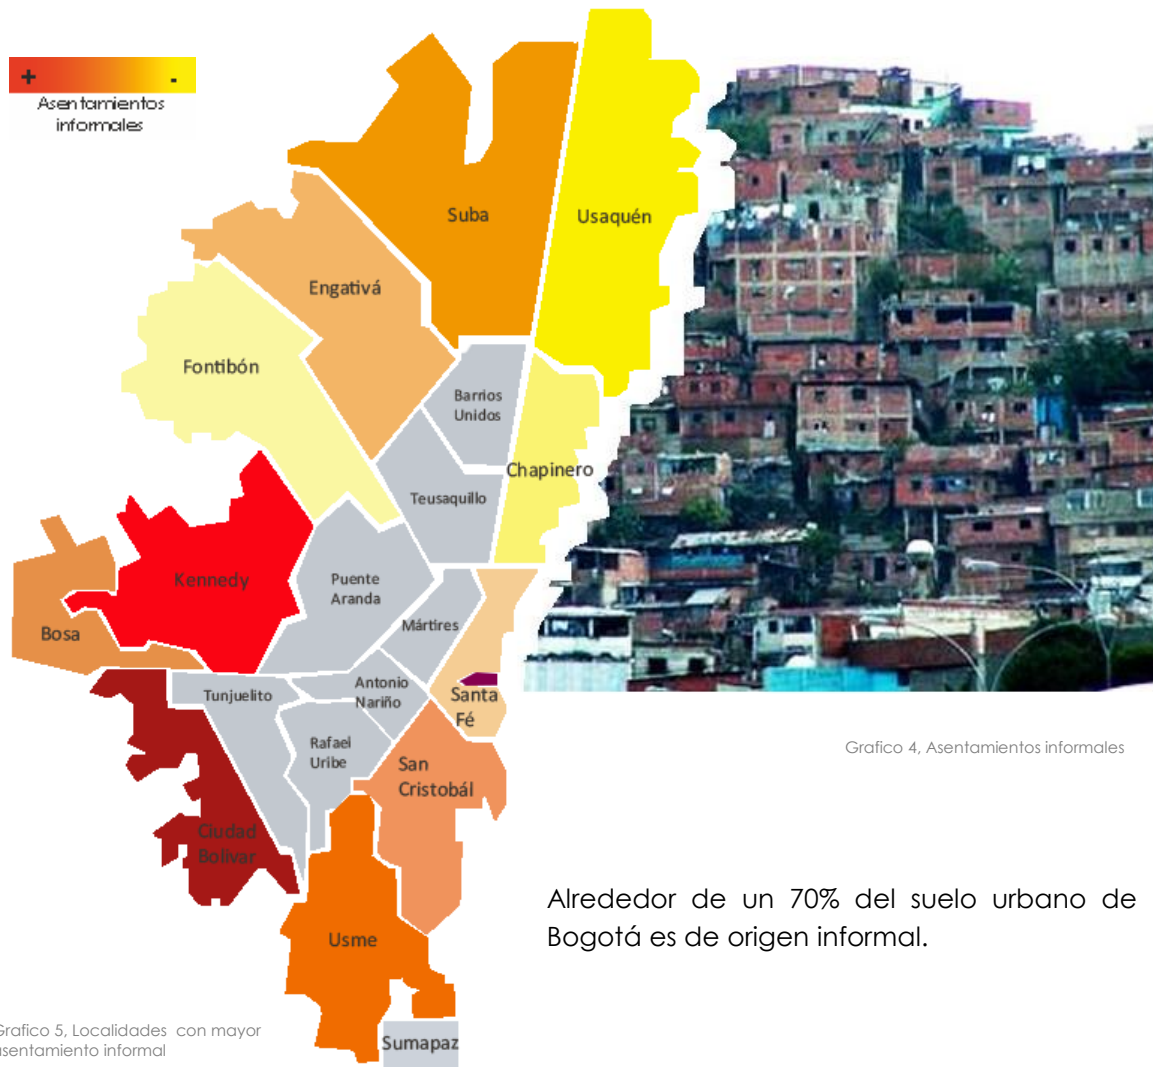 + -
Asentamientos
informales
Suba
Usaquén
Engativá
Fontibón
Barrios
Unidos
Chapinero
Teusaquillo
Kennedy
Puente
Aranda
Mártires
Bosa
Tunjuelito
Antonio
Nariño
Santa
Fé
Rafael
Uribe
San
Cristobál
Ciudad
Bolivar
Usme
Sumapaz
Grafico 4, Asentamientos informales
Alrededor de un 70% del suelo urbano de
Bogotá es de origen informal.
Grafico 5, Localidades con mayor
asentamiento informal